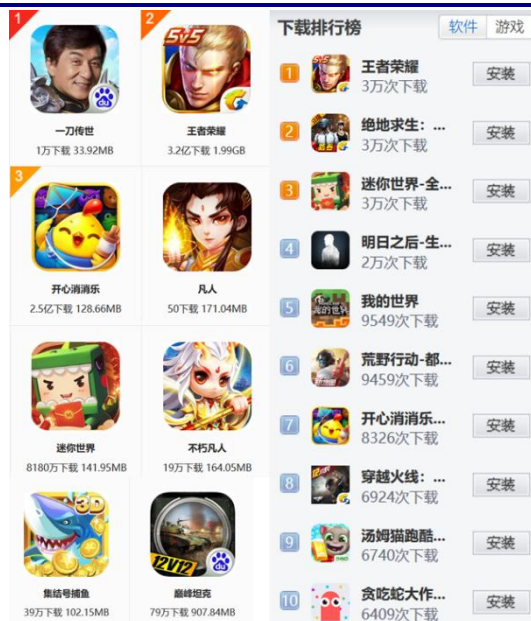 1
2
5v5
du
一刀传世
1万下载 33.92MB
王者荣耀
3.2亿下载 1.99GB
3
开心消消乐
2.5亿下载 128.66MB
凡人
50下载 171.04MB
迷你世界
8180万下载 141.95MB
不朽凡人
19万下载 164.05MB
3D
集结号捕鱼
39万下载 102.15MB
12V12
du
巅峰坦克
79万下载 907.84MB
下载排行榜
软件 游戏
1
王者荣耀
3万次下载
安装
2
绝地求生：...
3万次下载
安装
3
迷你世界-全...
3万次下载
安装
4
明日之后-生...
2万次下载
安装
5
我的世界
我的世界
9549次下载
安装
6
荒野行动-都...
9459次下载
安装
7
开心消消乐...
8326次下载
安装
8
穿越火线：...
6924次下载
安装
9
汤姆猫跑酷...
6740次下载
安装
10
贪吃蛇大作...
6409次下载
安装